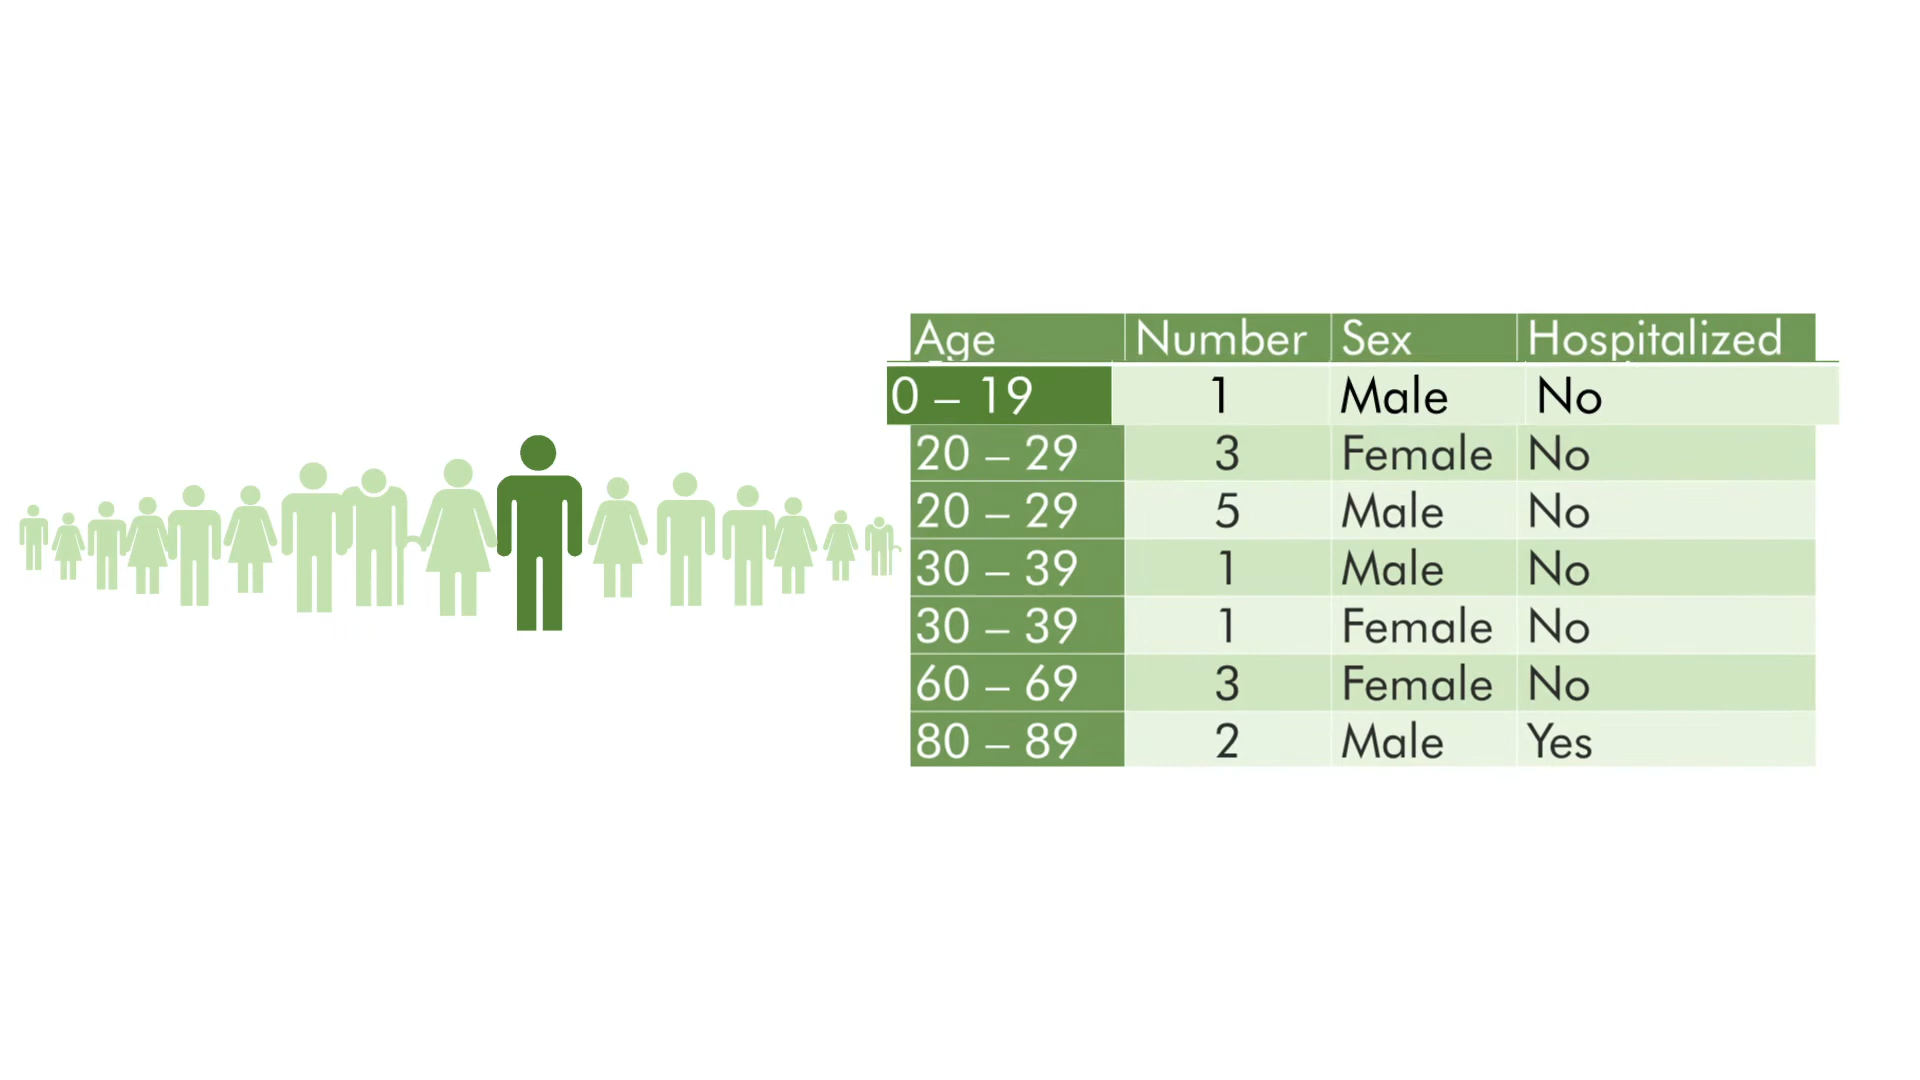 Age Number Sex Hospitalized
0 – 19 1 Male No
20 – 29 3 Female No
20 – 29 5 Male No
30 – 39 1 Male No
30 – 39 1 Female No
60 – 69 3 Female No
80 – 89 2 Male Yes